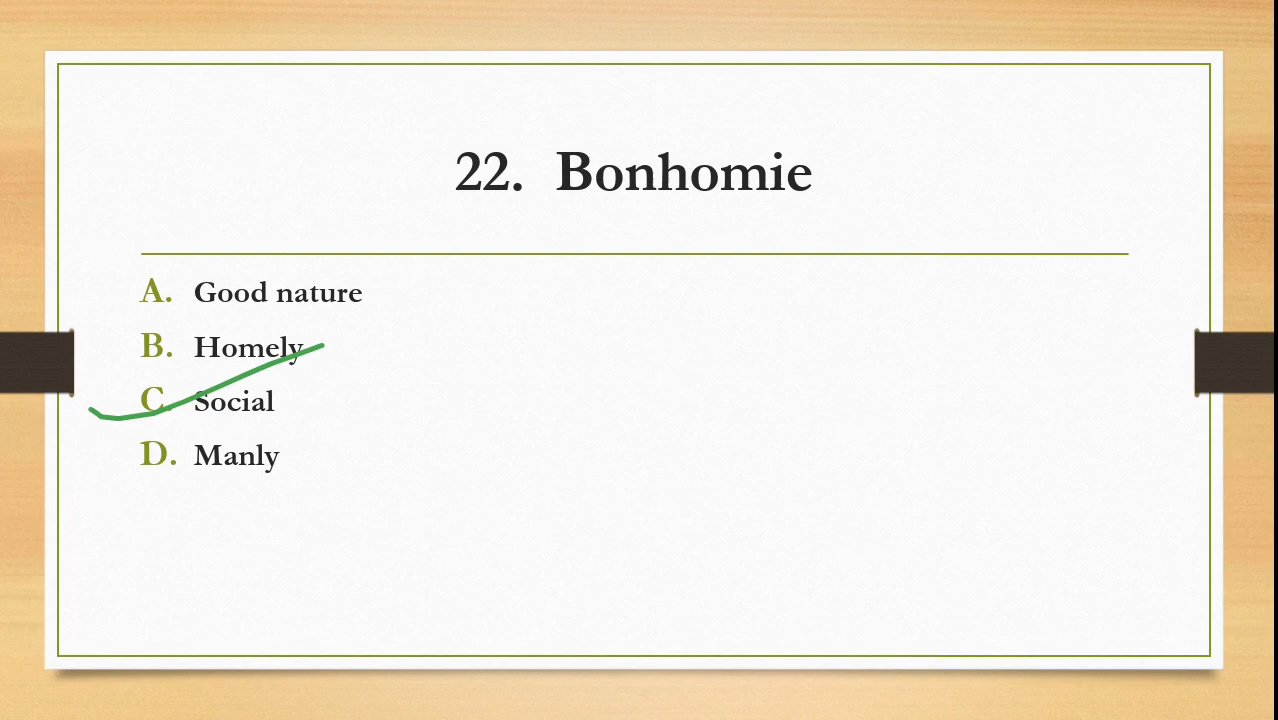 22. Bonhomie
A. Good nature
B. Homely
C. Social
D. Manly